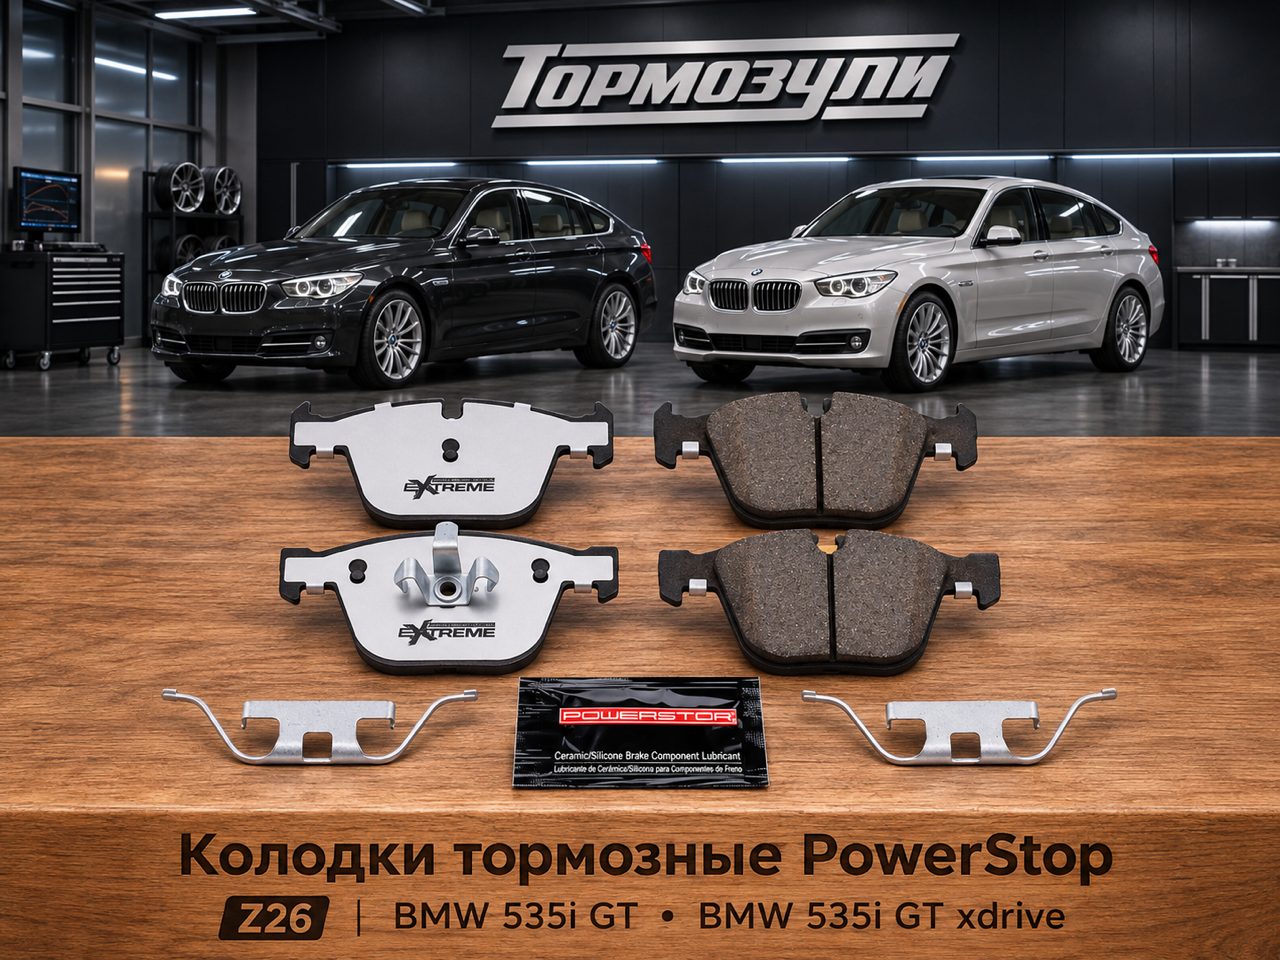 Тормозули
EXTREME
EXTREME
POWERSTOP
Ceramic/Silicone Brake Component Lubricant
Lubricante de Cerámica/Silicona para Componentes de Freno
Колодки тормозные PowerStop
Z26 | BMW 535i GT • BMW 535i GT xdrive